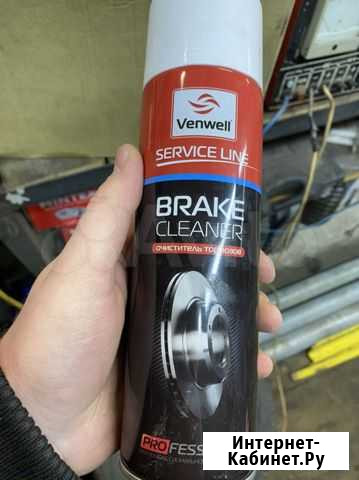 Venwell
SERVICE LINE
BRAKE
CLEANER
ОЧИСТИТЕЛЬ ТОРМОЗОВ
PROFESS
Интернет-
Кабинет.Ру